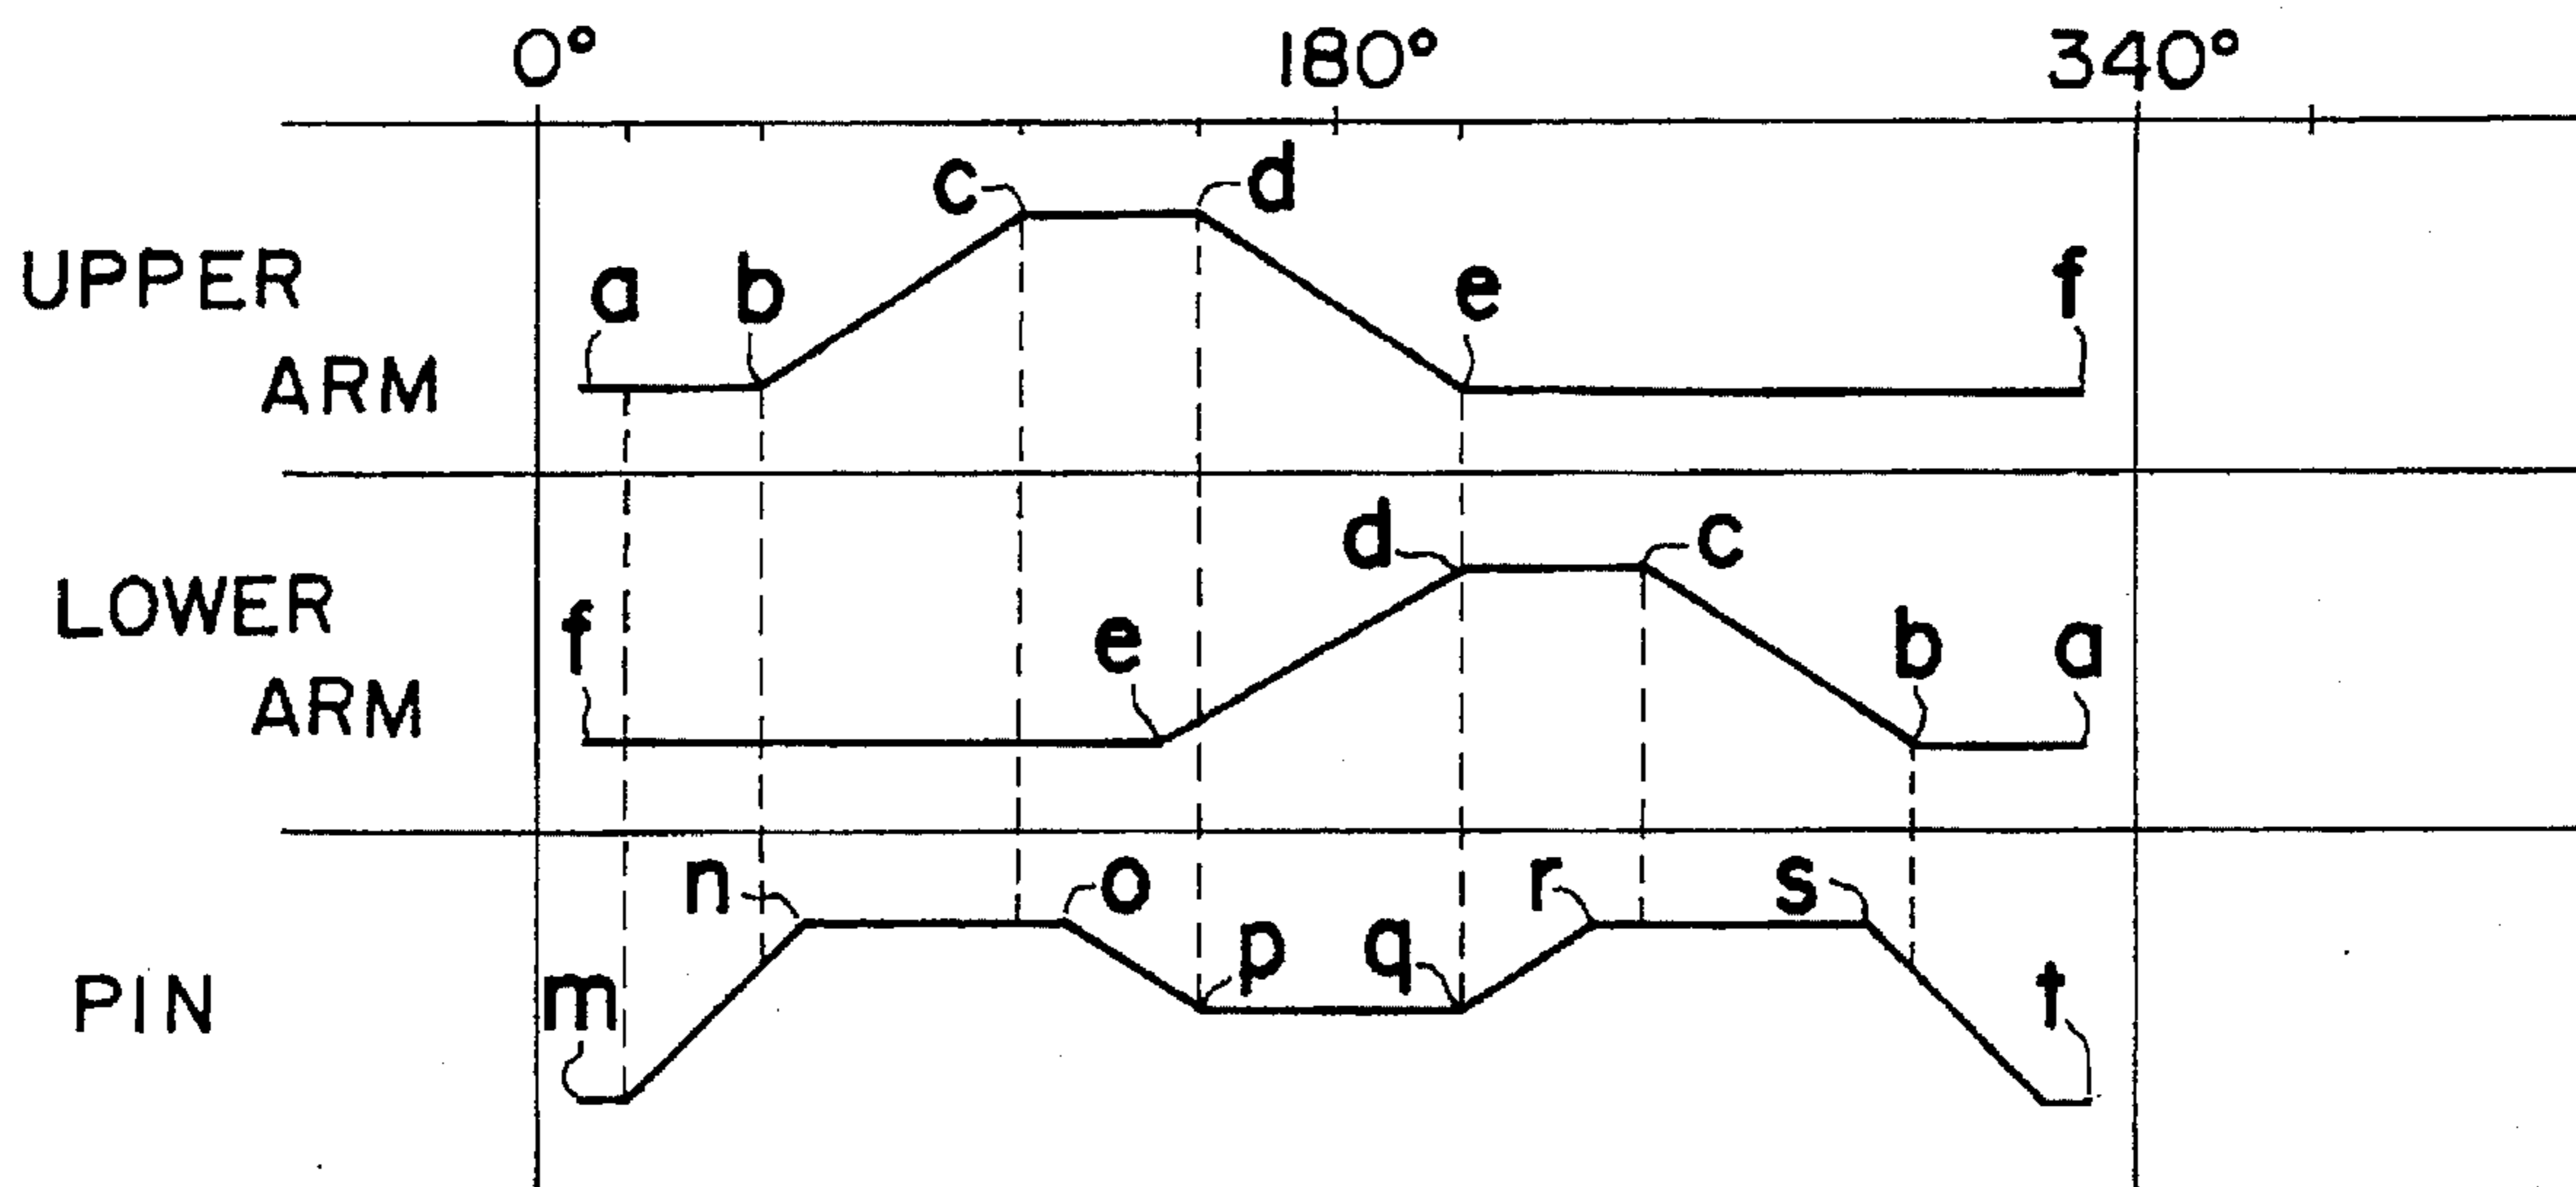 0° 180° 340°
c d
UPPER a b e f
ARM
d c
LOWER f e b a
ARM
n o r s
PIN m p q t